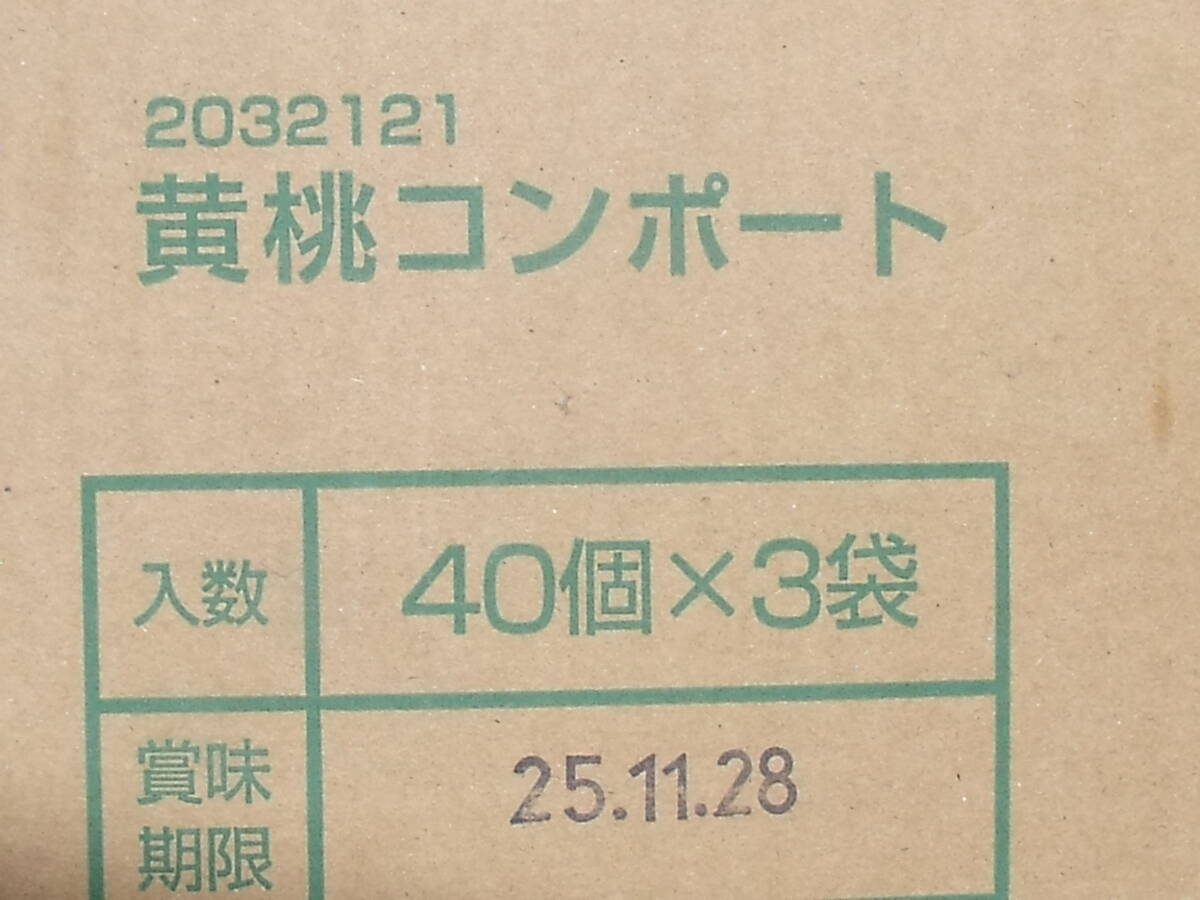 2032121
黄桃コンポート
入数
40個×3袋
賞味
期限
25.11.28